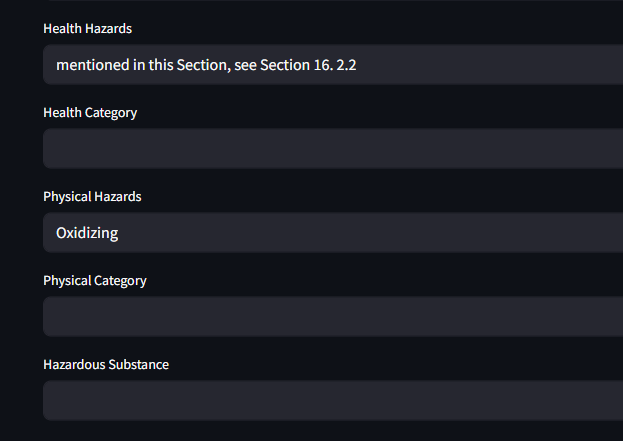 Health Hazards
mentioned in this Section, see Section 16. 2.2
Health Category
Physical Hazards
Oxidizing
Physical Category
Hazardous Substance